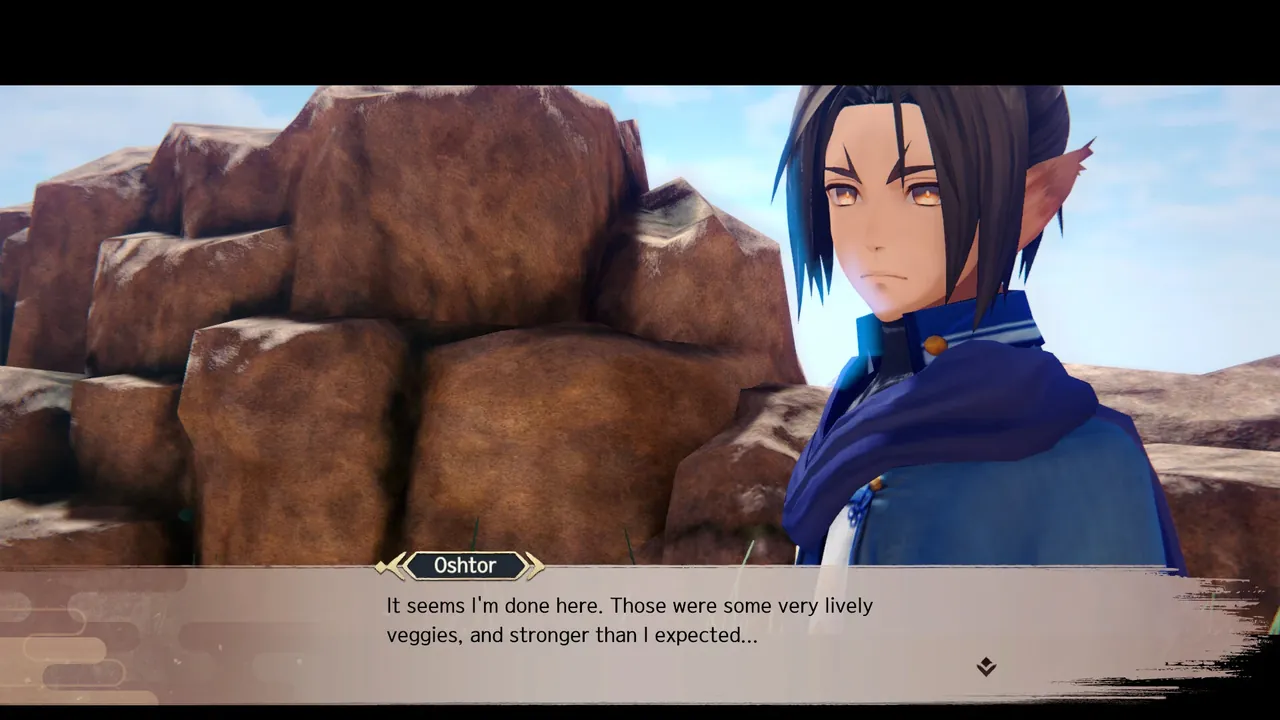 Oshtor
It seems I'm done here. Those were some very lively
veggies, and stronger than I expected...